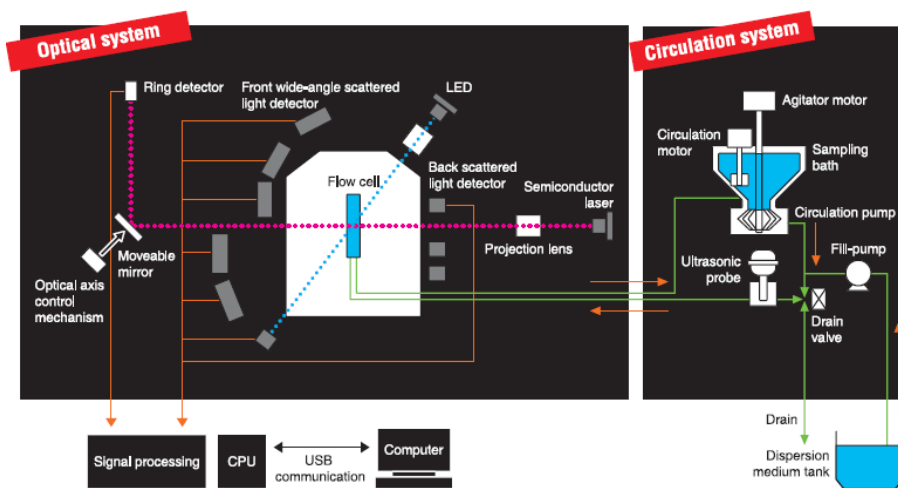 Optical system
Circulation system
Ring detector
Front wide-angle scattered
light detector
LED
Flow cell
Back scattered
light detector
Semiconductor
laser
Projection lens
Moveable
mirror
Optical axis
control
mechanism
Agitator motor
Circulation
motor
Sampling
bath
Circulation pump
Fill-pump
Ultrasonic
probe
Drain
valve
Drain
Dispersion
medium tank
Signal processing
CPU
USB
communication
Computer